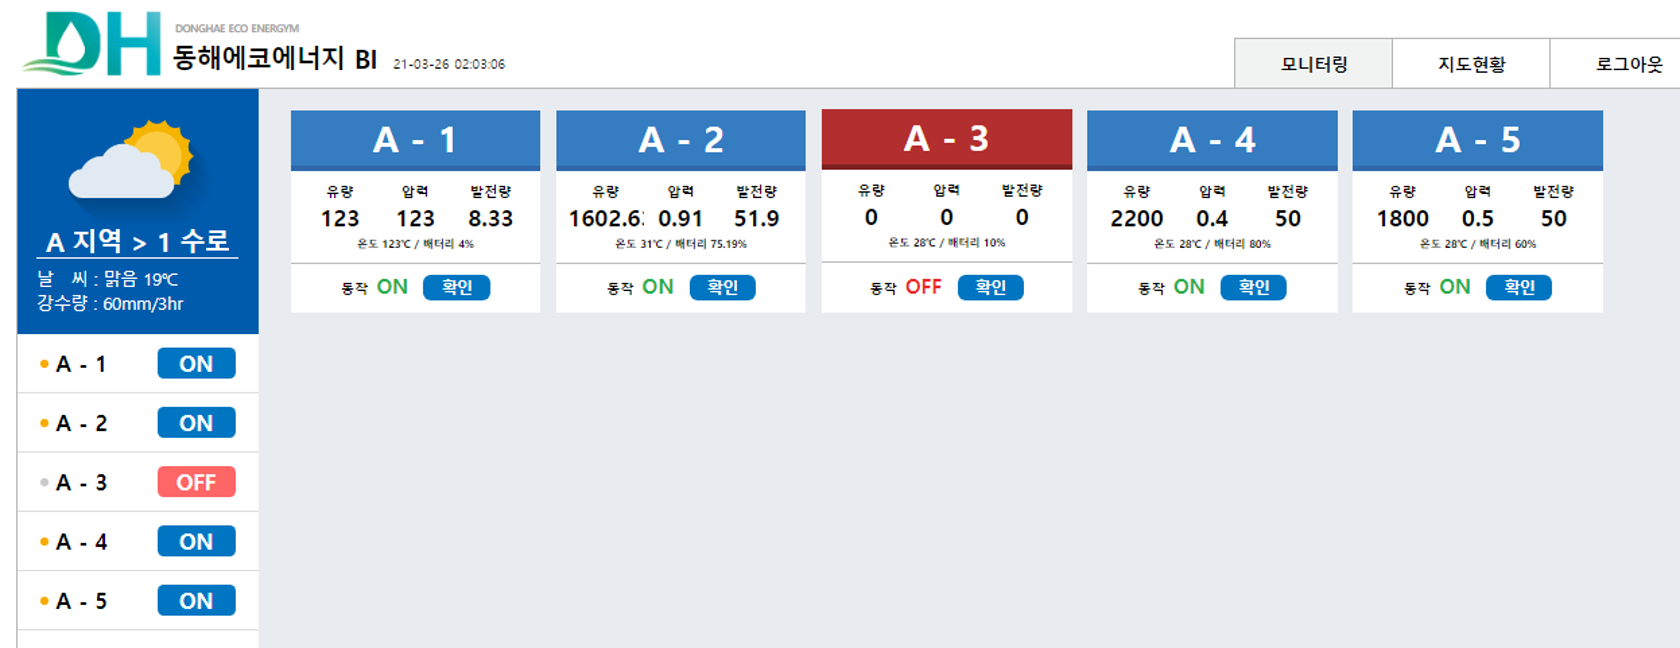 DH
DONGHAE ECO ENERGYM
동해에코에너지 BI 21-03-26 02:03:06
모니터링 지도현황 로그아웃
A 지역 > 1 수로
날 씨 : 맑음 19℃
강수량 : 60mm/3hr
A - 1 ON
A - 2 ON
A - 3 OFF
A - 4 ON
A - 5 ON
A - 1
유량 압력 발전량
123 123 8.33
온도 123℃ / 배터리 4%
동작 ON 확인
A - 2
유량 압력 발전량
1602.6 0.91 51.9
온도 31℃ / 배터리 75.19%
동작 ON 확인
A - 3
유량 압력 발전량
0 0 0
온도 28℃ / 배터리 10%
동작 OFF 확인
A - 4
유량 압력 발전량
2200 0.4 50
온도 28℃ / 배터리 80%
동작 ON 확인
A - 5
유량 압력 발전량
1800 0.5 50
온도 28℃ / 배터리 60%
동작 ON 확인